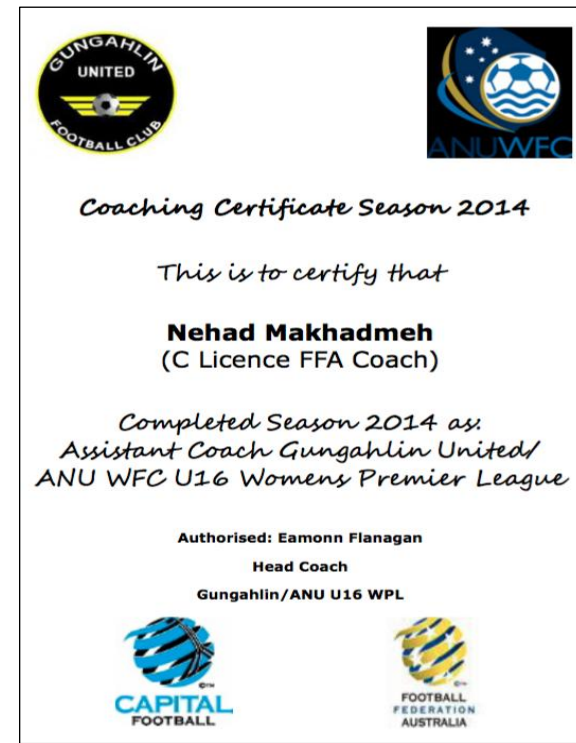 GUNGAHLIN
UNITED
FOOTBALL CLUB
ANUWFC
Coaching Certificate Season 2014
This is to certify that
Nehad Makhadmeh
(C Licence FFA Coach)
Completed Season 2014 as:
Assistant Coach Gungahlin United/
ANU WFC U16 Womens Premier League
Authorised: Eamonn Flanagan
Head Coach
Gungahlin/ANU U16 WPL
©™
CAPITAL
FOOTBALL
©™
FOOTBALL
FEDERATION
AUSTRALIA